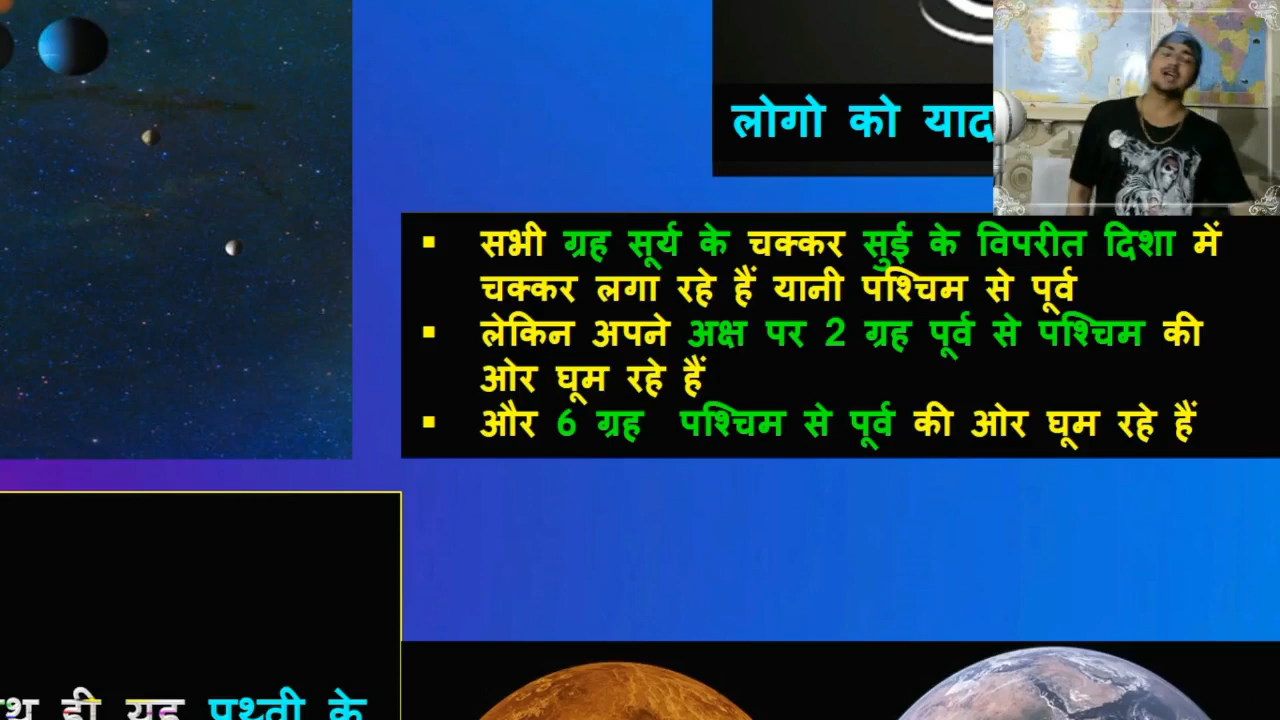 लोगो को याद
▪ सभी ग्रह सूर्य के चक्कर सुई के विपरीत दिशा में
चक्कर लगा रहे हैं यानी पश्चिम से पूर्व
▪ लेकिन अपने अक्ष पर 2 ग्रह पूर्व से पश्चिम की
ओर घूम रहे हैं
▪ और 6 ग्रह पश्चिम से पूर्व की ओर घूम रहे हैं
ही यह पृथ्वी के